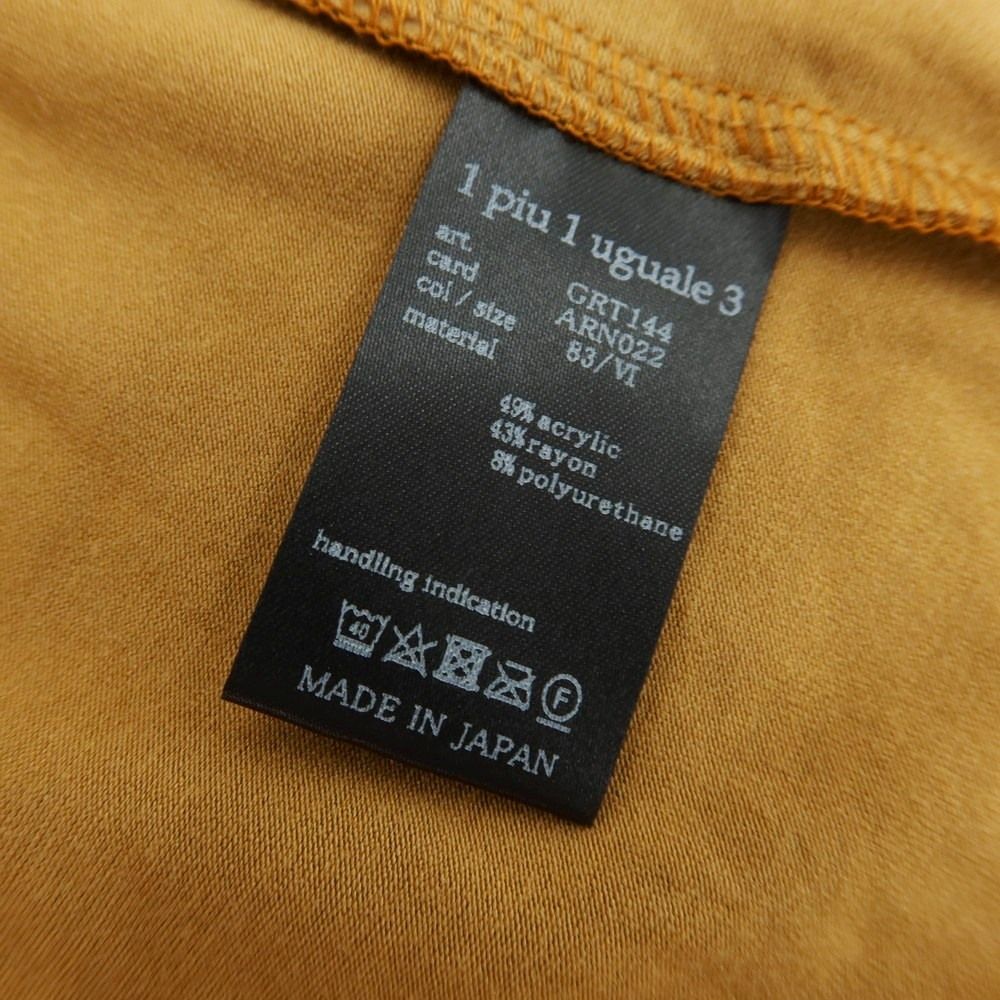 1 piu 1 uguale 3
art. GRT144
card ARN022
col / size 83/VI
material
49% acrylic
43% rayon
8% polyurethane
handling indication
40 F
MADE IN JAPAN